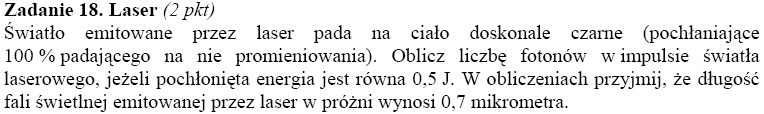 Zadanie 18. Laser (2 pkt)
Światło emitowane przez laser pada na ciało doskonale czarne (pochłaniające
100 % padającego na nie promieniowania). Oblicz liczbę fotonów w impulsie światła
laserowego, jeżeli pochłonięta energia jest równa 0,5 J. W obliczeniach przyjmij, że długość
fali świetlnej emitowanej przez laser w próżni wynosi 0,7 mikrometra.